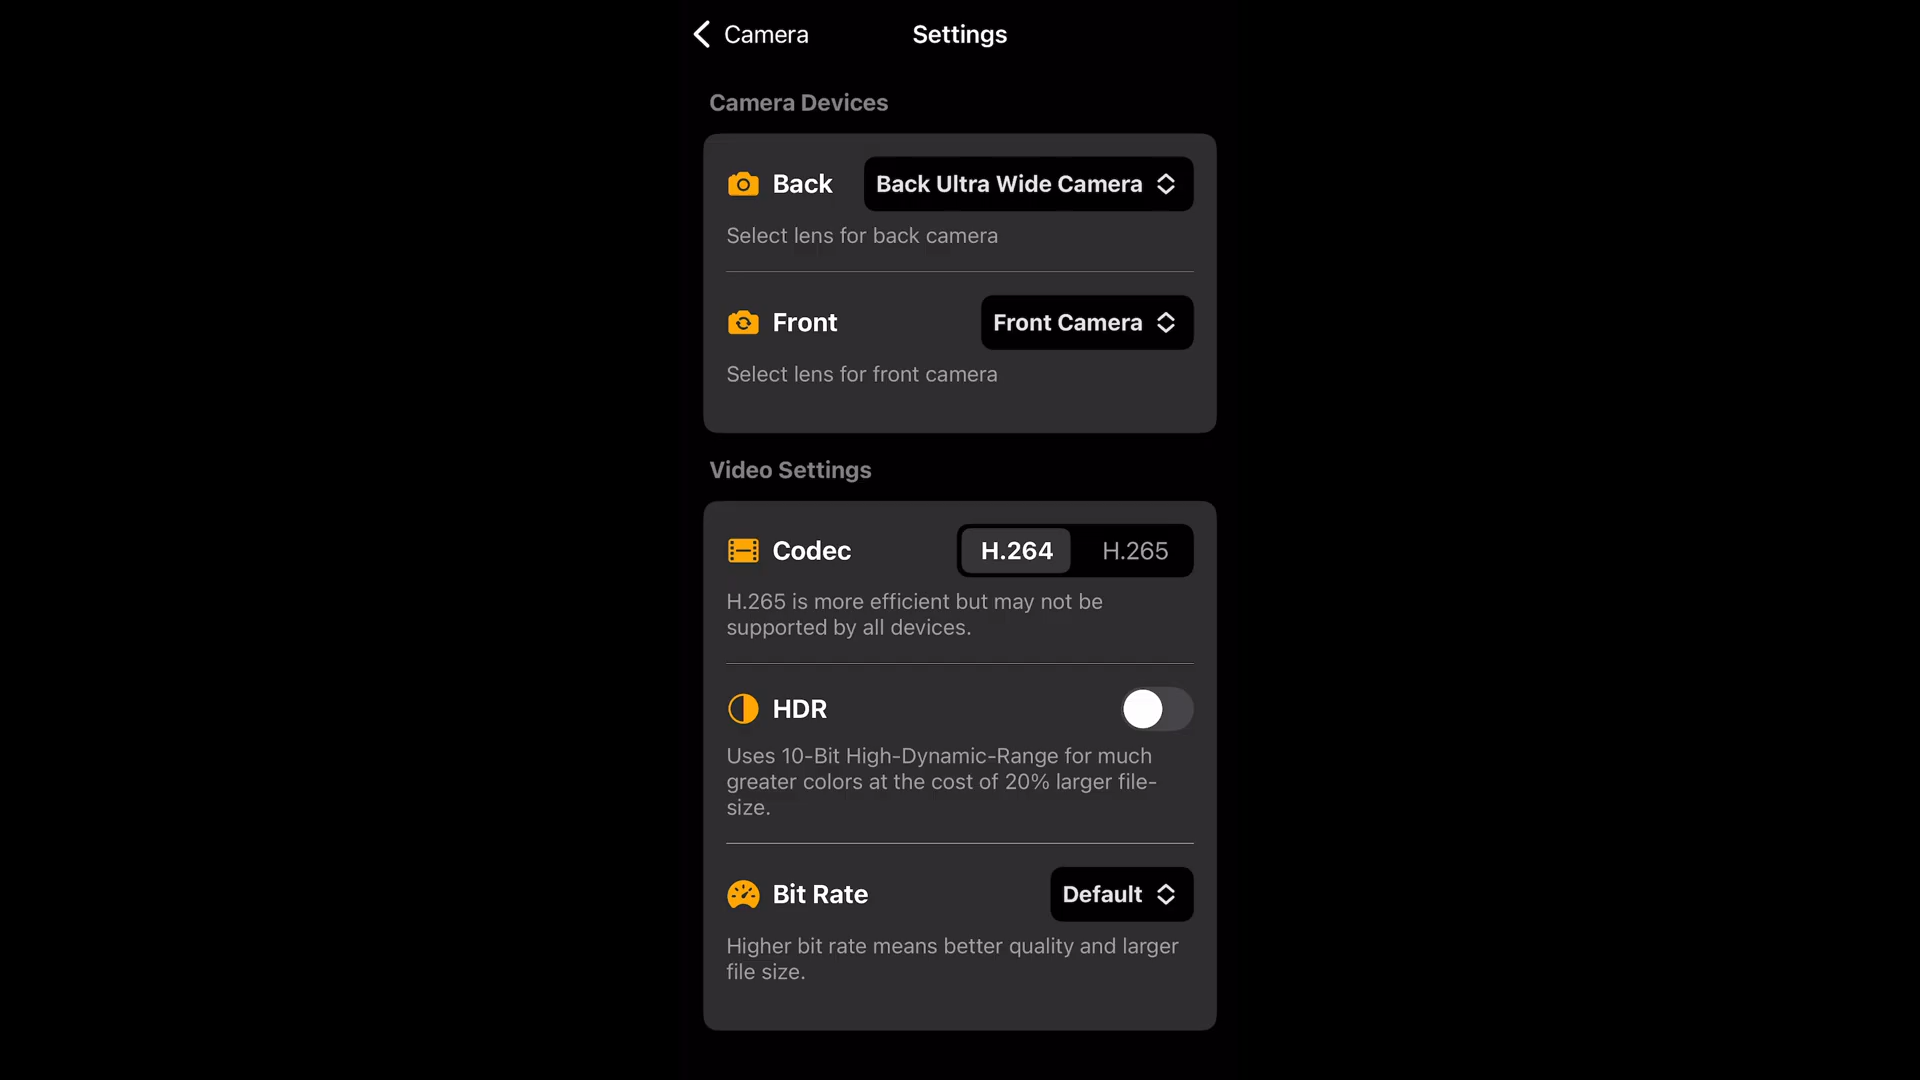 Camera
Settings
Camera Devices
Back
Back Ultra Wide Camera
Select lens for back camera
Front
Front Camera
Select lens for front camera
Video Settings
Codec
H.264
H.265
H.265 is more efficient but may not be
supported by all devices.
HDR
Uses 10-Bit High-Dynamic-Range for much
greater colors at the cost of 20% larger file-
size.
Bit Rate
Default
Higher bit rate means better quality and larger
file size.